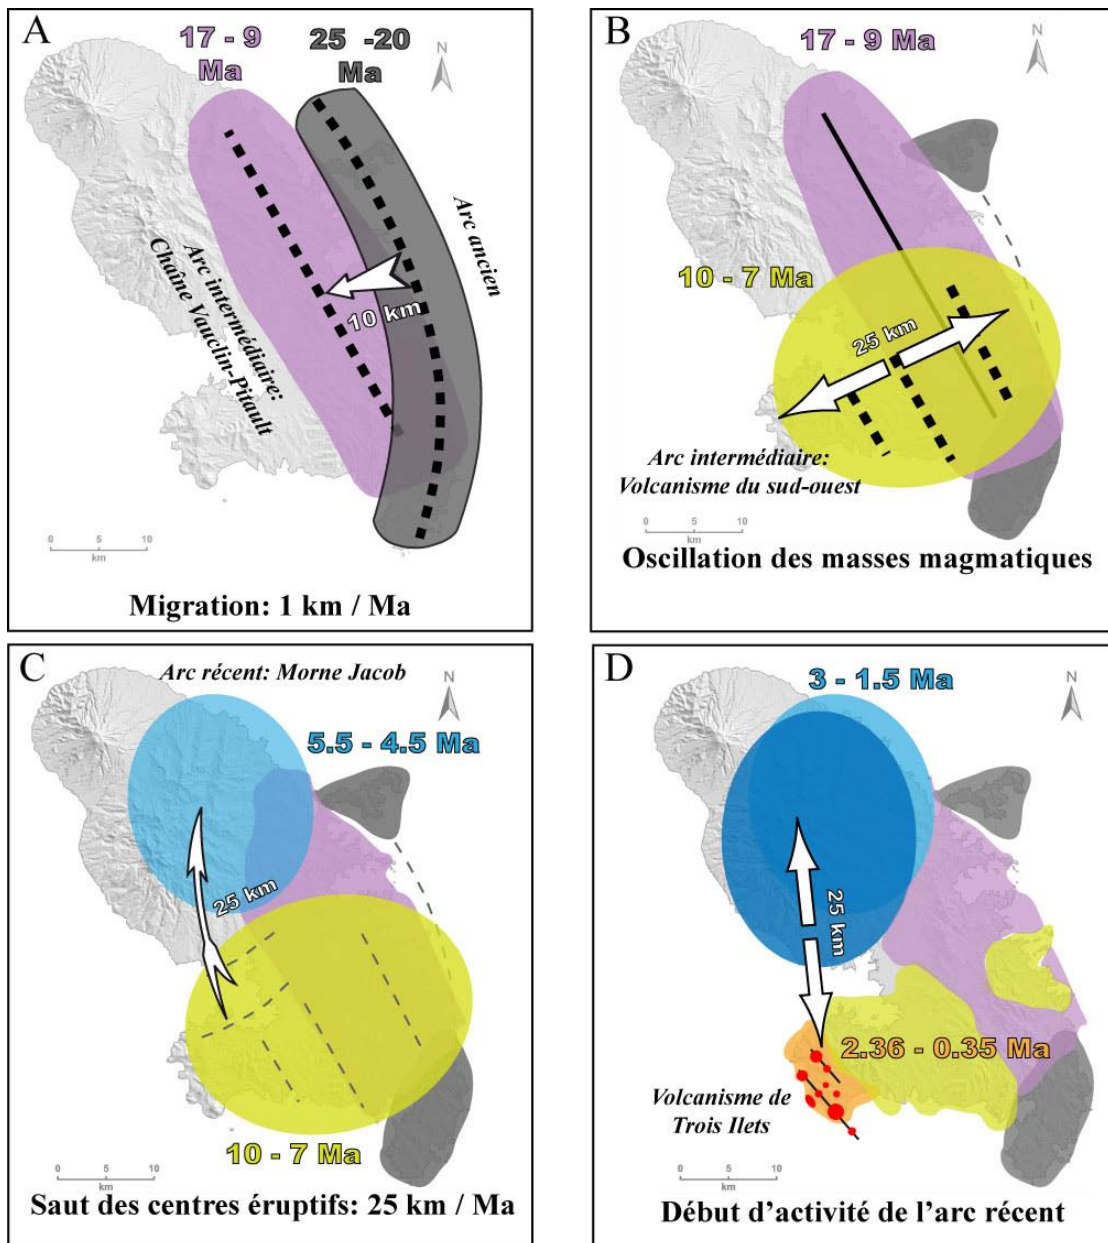 A
17 - 9
Ma
25 -20
Ma
N
Arc ancien
Arc intermédiaire:
Chaîne Vauclin-Pitault
10 km
0 5 10
km
Migration: 1 km / Ma
B
17 - 9 Ma
N
10 - 7 Ma
25 km
Arc intermédiaire:
Volcanisme du sud-ouest
0 5 10
km
Oscillation des masses magmatiques
C
Arc récent: Morne Jacob
N
5.5 - 4.5 Ma
25 km
10 - 7 Ma
0 5 10
km
Saut des centres éruptifs: 25 km / Ma
D
3 - 1.5 Ma
N
25 km
2.36 - 0.35 Ma
Volcanisme de
Trois Ilets
0 5 10
km
Début d’activité de l’arc récent